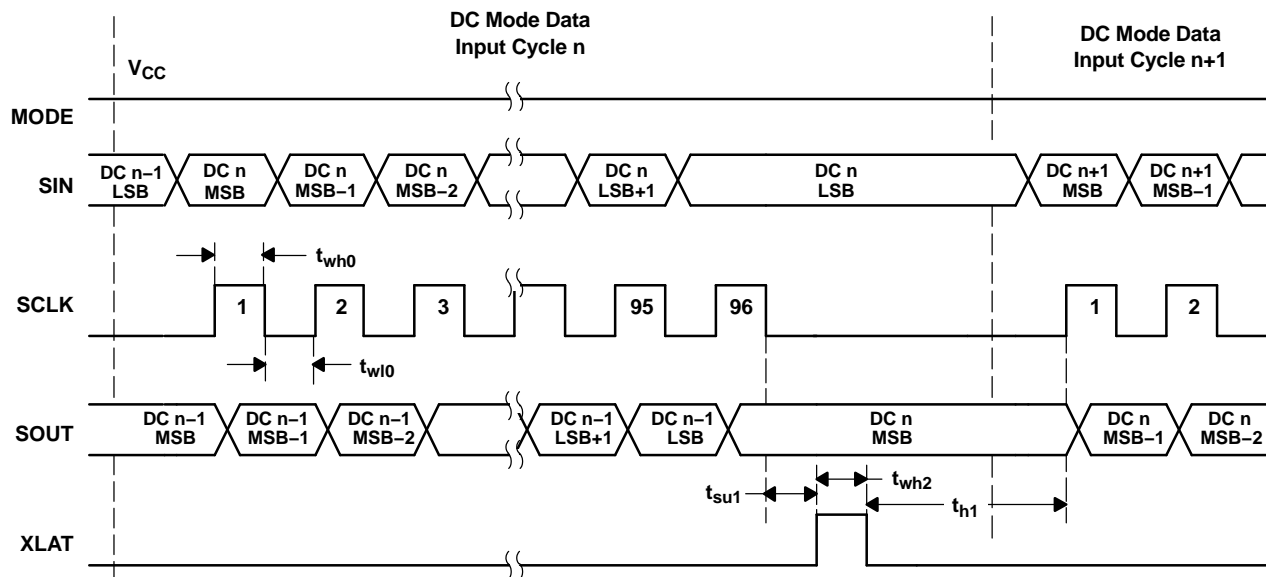 DC Mode Data
Input Cycle n
DC Mode Data
Input Cycle n+1
VCC
MODE
SIN
DC n−1
LSB
DC n
MSB
DC n
MSB−1
DC n
MSB−2
DC n
LSB+1
DC n
LSB
DC n+1
MSB
DC n+1
MSB−1
twh0
SCLK
1
2
3
95
96
1
2
twl0
SOUT
DC n−1
MSB
DC n−1
MSB−1
DC n−1
MSB−2
DC n−1
LSB+1
DC n−1
LSB
DC n
MSB
DC n
MSB−1
DC n
MSB−2
tsu1
twh2
th1
XLAT